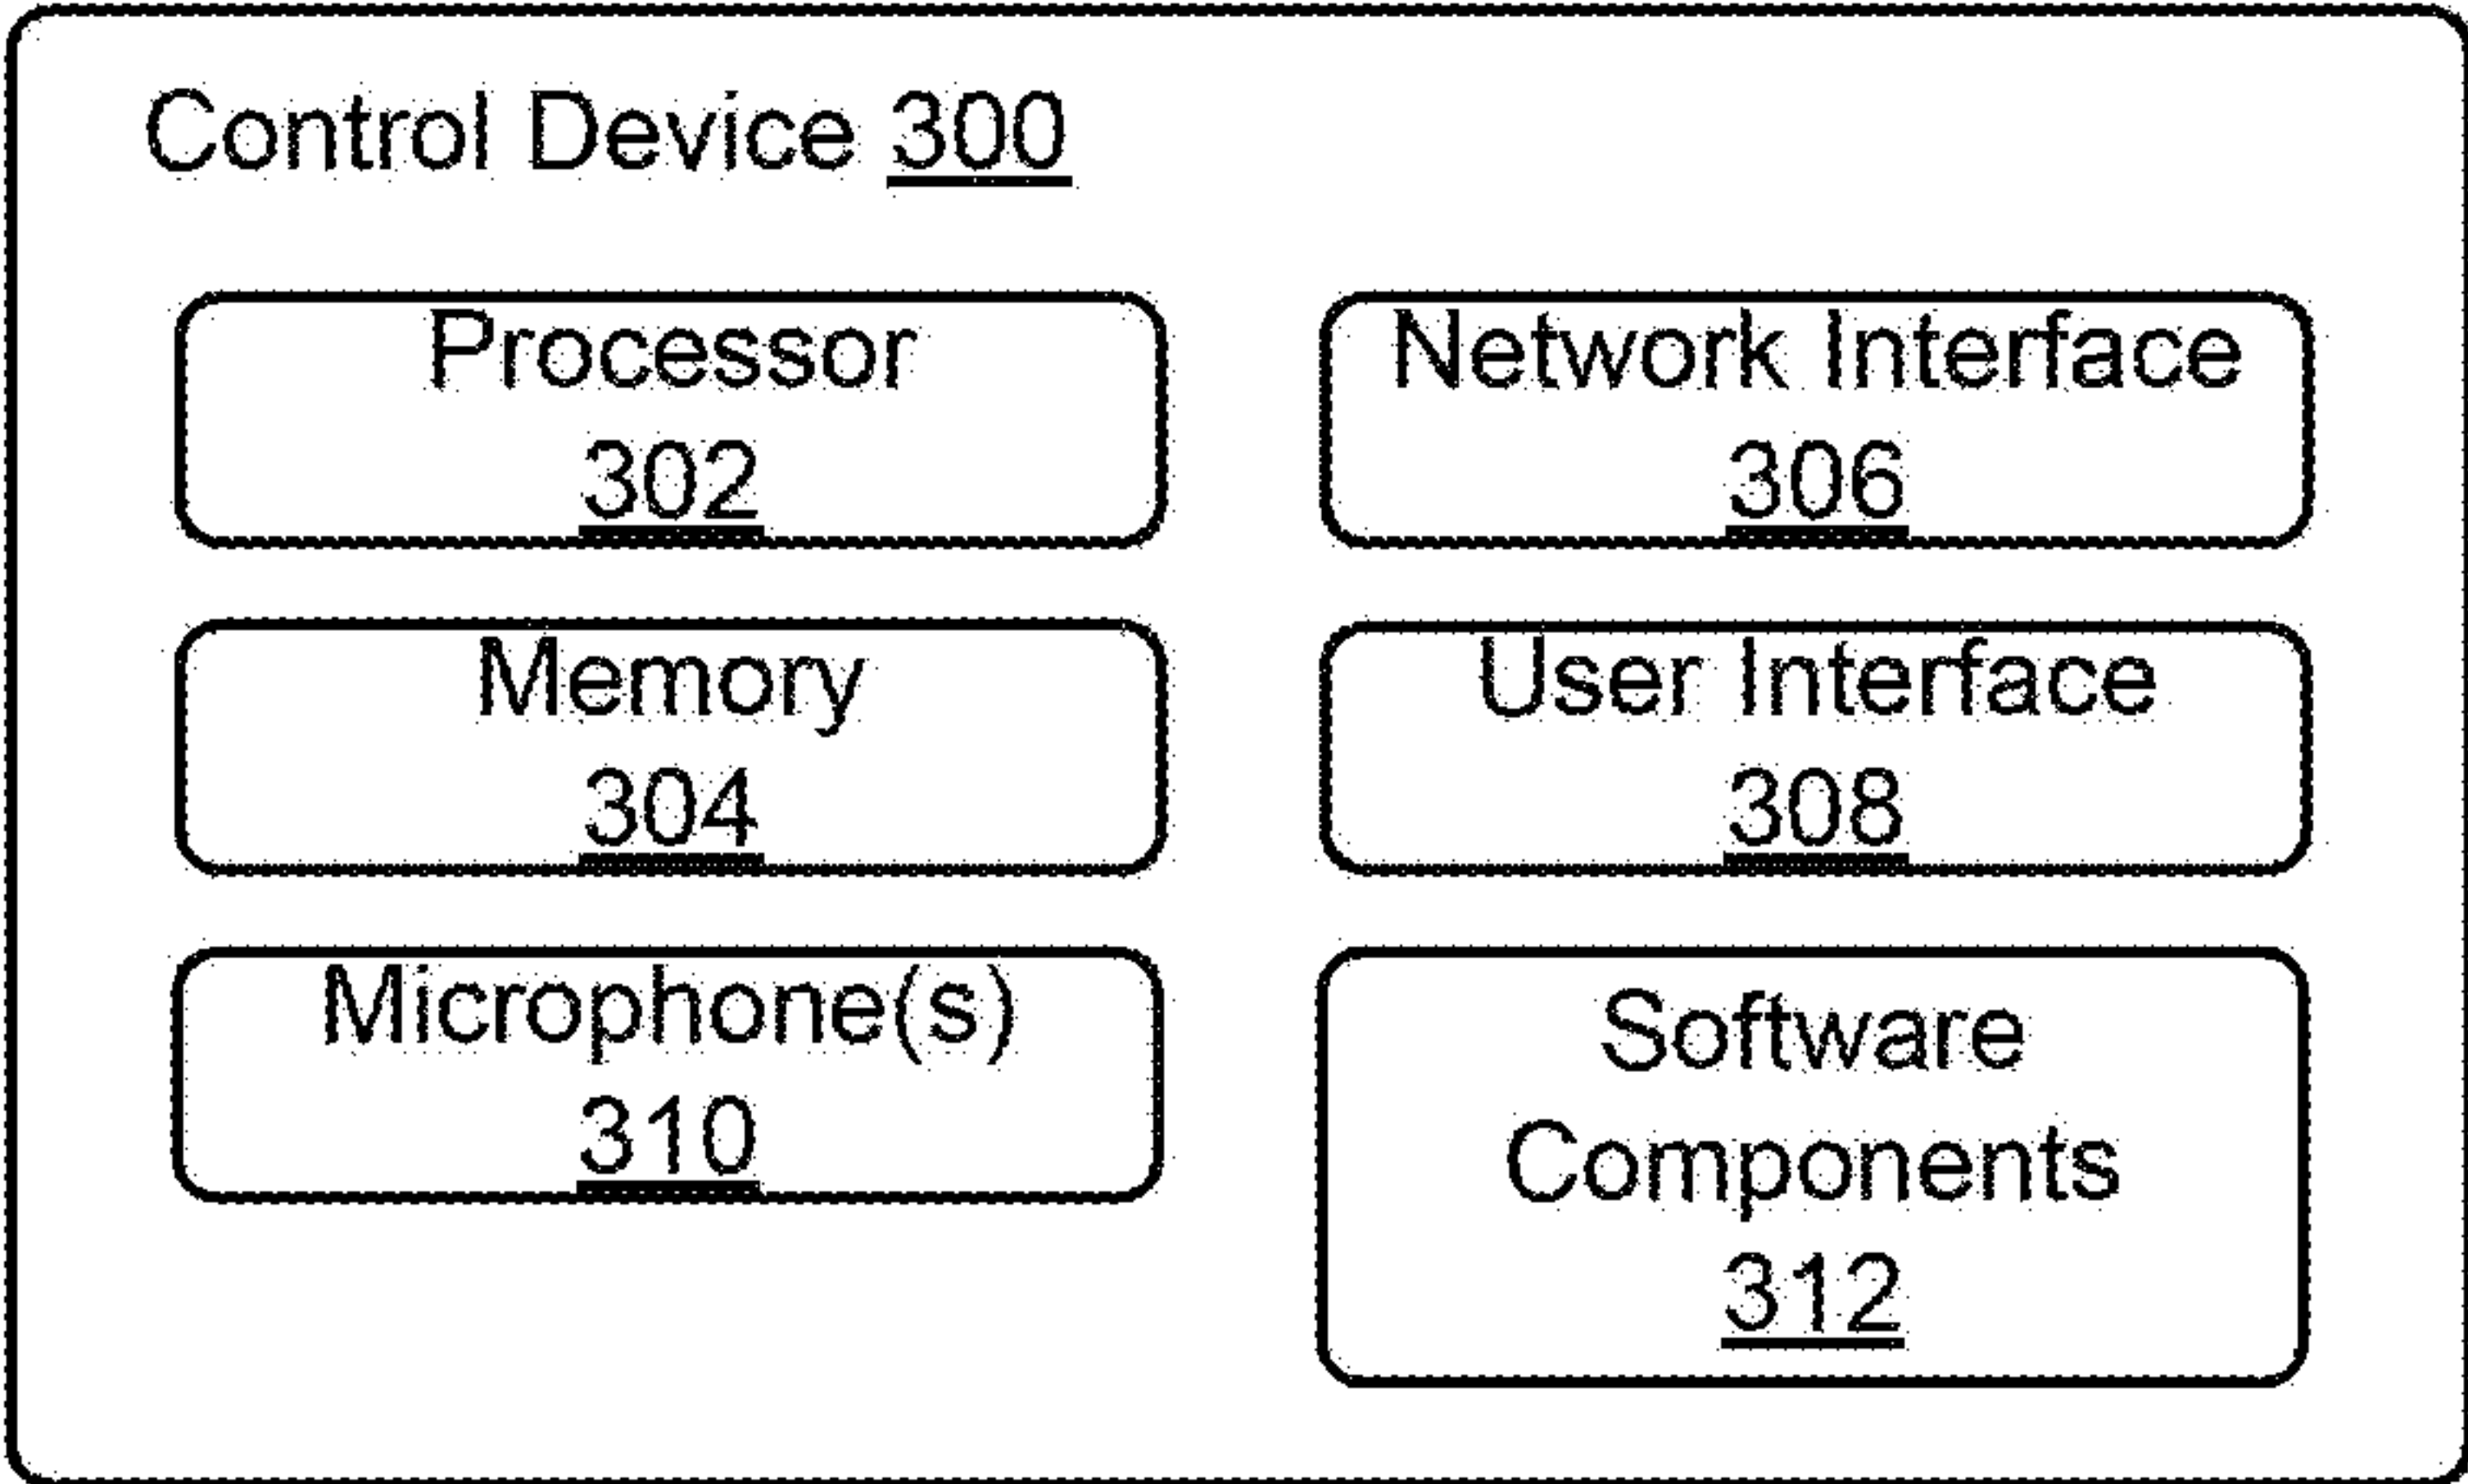 Control Device 300
Processor
302
Network Interface
306
Memory
304
User Interface
308
Microphone(s)
310
Software
Components
312